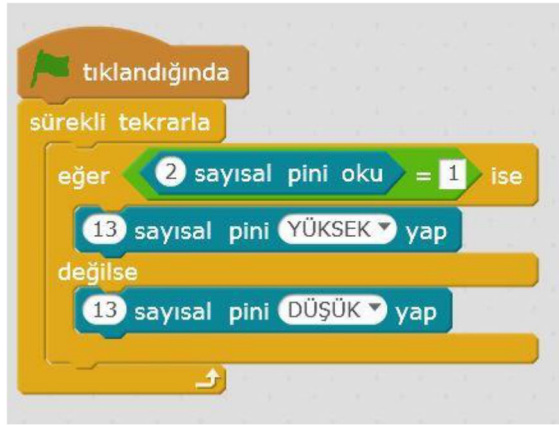 tıklandığında
sürekli tekrarla
eğer 2 sayısal pini oku = 1 ise
13 sayısal pini YÜKSEK yap
değilse
13 sayısal pini DÜŞÜK yap